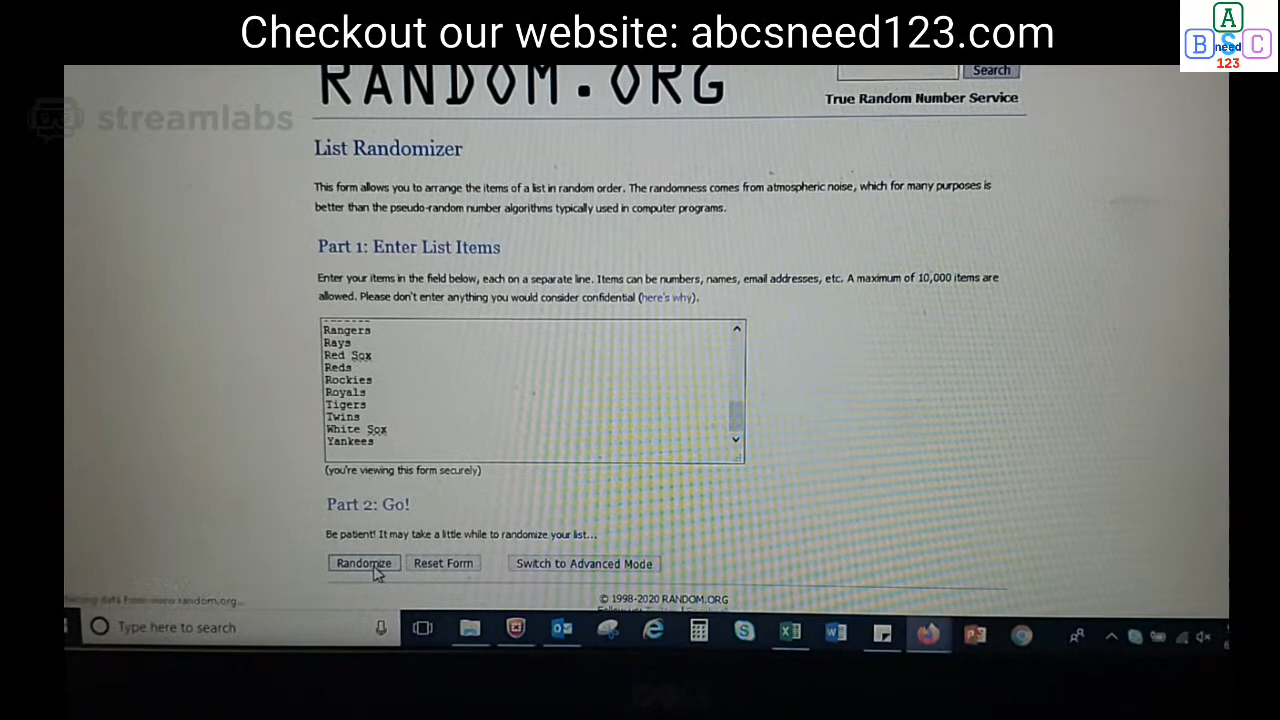 Checkout our website: abcsneed123.com
A
B S C
need
123
streamlabs
RANDOM.ORG
Search
True Random Number Service
List Randomizer
This form allows you to arrange the items of a list in random order. The randomness comes from atmospheric noise, which for many purposes is
better than the pseudo-random number algorithms typically used in computer programs.
Part 1: Enter List Items
Enter your items in the field below, each on a separate line. Items can be numbers, names, email addresses, etc. A maximum of 10,000 items are
allowed. Please don't enter anything you would consider confidential (here's why).
Rangers
Rays
Red Sox
Reds
Rockies
Royals
Tigers
Twins
White Sox
Yankees
(you're viewing this form securely)
Part 2: Go!
Be patient! It may take a little while to randomize your list...
Randomize Reset Form Switch to Advanced Mode
© 1998-2020 RANDOM.ORG
data from www.random.org...
Type here to search
DELL